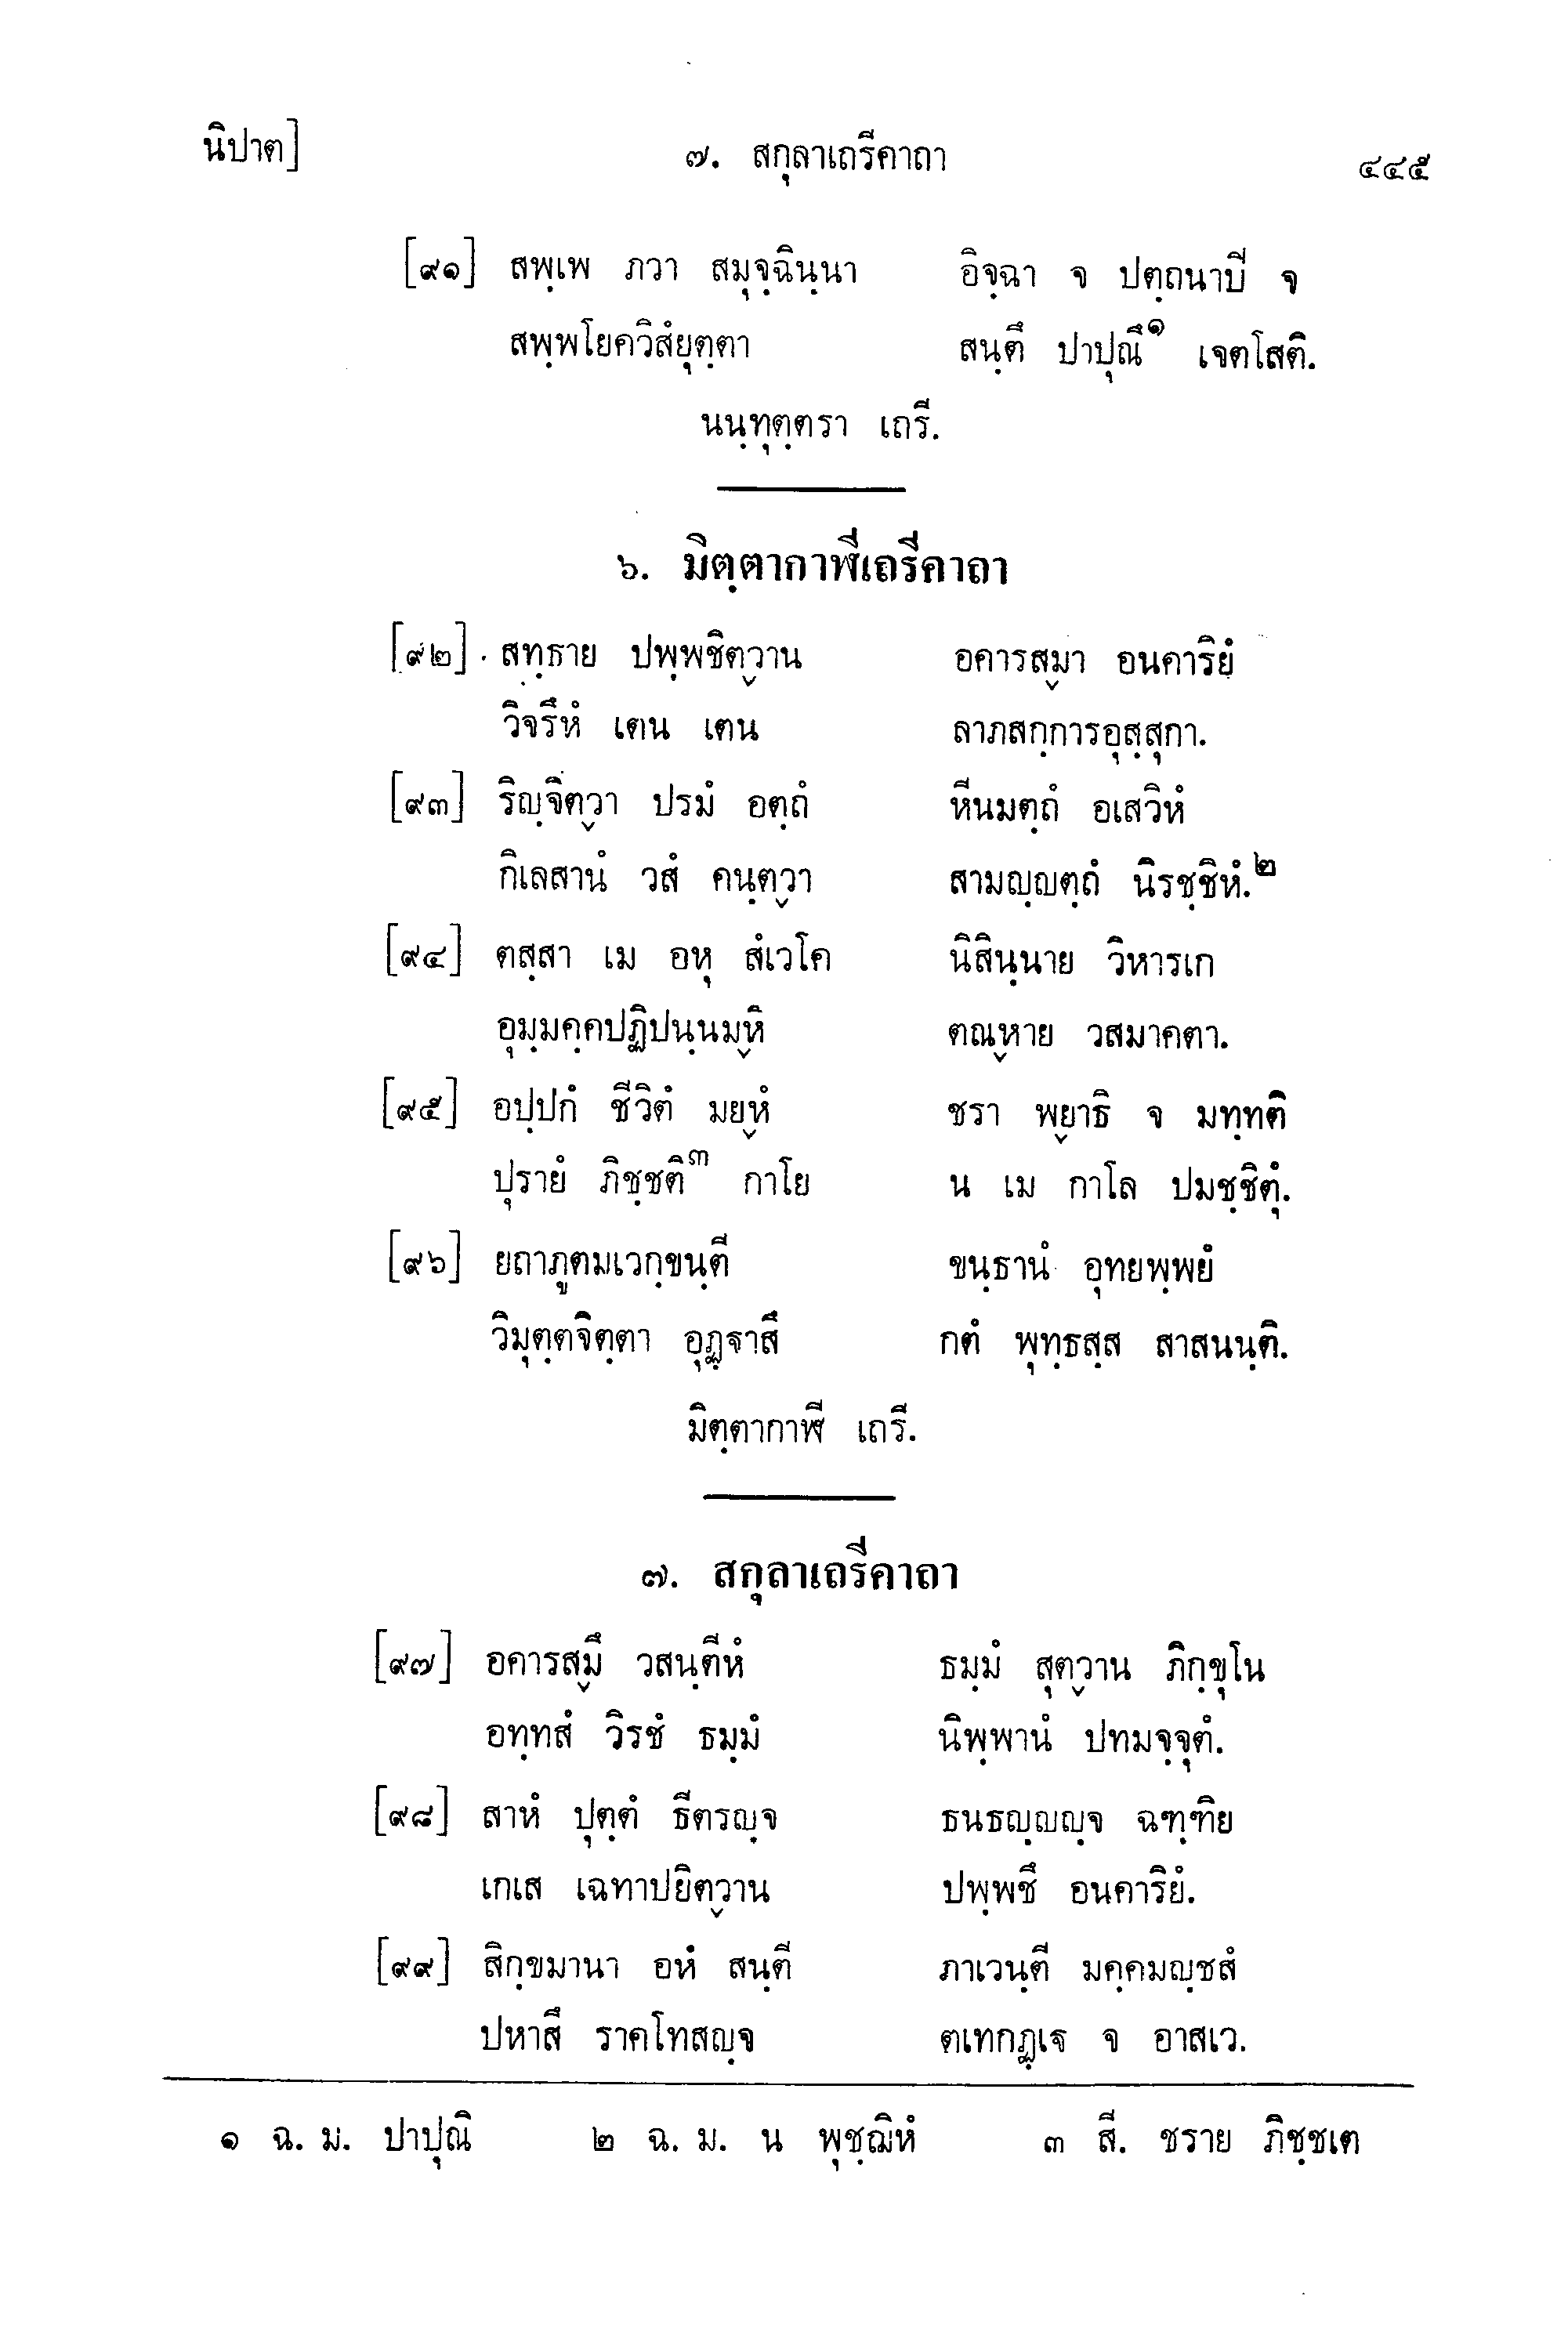 นิปาต] ๗. สกุลาเถรีคาถา ๔๔๕
[๙๑] สพฺเพ ภวา สมุจฺฉินฺนา อิจฺฉา จ ปตฺถนาปี จ
สพฺพโยควิสํยุตฺตา สนฺตึ ปาปุณึ๑ เจตโสติ.
นนฺทุตฺตรา เถรี.
๖. มิตฺตากาฬีเถรีคาถา
[๙๒] สทฺธาย ปพฺพชิตฺวาน อคารสฺมา อนคาริยํ
วิจรึหํ เตน เตน ลาภสกฺการอุสฺสุกา.
[๙๓] ริญฺจิตฺวา ปรมํ อตฺถํ หีนมตฺถํ อเสวิหํ
กิเลสานํ วสํ คนฺตฺวา สามญฺญตฺถํ นิรชฺชิหํ.๒
[๙๔] ตสฺสา เม อหุ สํเวโค นิสินฺนาย วิหารเก
อุมฺมคฺคปฏิปนฺนมฺหิ ตณฺหาย วสมาคตา.
[๙๕] อปฺปกํ ชีวิตํ มยฺหํ ชรา พฺยาธิ จ มทฺทติ
ปุรายํ ภิชฺชติ๓ กาโย น เม กาโล ปมชฺชิตุํ.
[๙๖] ยถาภูตมเวกฺขนฺตี ขนฺธานํ อุทยพฺพยํ
วิมุตฺตจิตฺตา อุฏฺฐาสึ กตํ พุทฺธสฺส สาสนนฺติ.
มิตฺตากาฬี เถรี.
๗. สกุลาเถรีคาถา
[๙๗] อคารสฺมึ วสนฺตีหํ ธมฺมํ สุตฺวาน ภิกฺขุโน
อทฺทสํ วิรชํ ธมฺมํ นิพฺพานํ ปทมจฺจุตํ.
[๙๘] สาหํ ปุตฺตํ ธีตรญฺจ ธนธญฺญญฺจ ฉฑฺฑิย
เกเส เฉทาปยิตฺวาน ปพฺพชึ อนคาริยํ.
[๙๙] สิกฺขมานา อหํ สนฺตี ภาเวนฺตี มคฺคมญฺชสํ
ปหาสึ ราคโทสญฺจ ตเทกฏฺเฐ จ อาสเว.
๑ ฉ. ม. ปาปุณิ ๒ ฉ. ม. น พุชฺฌิหํ ๓ สี. ชราย ภิชฺชเต